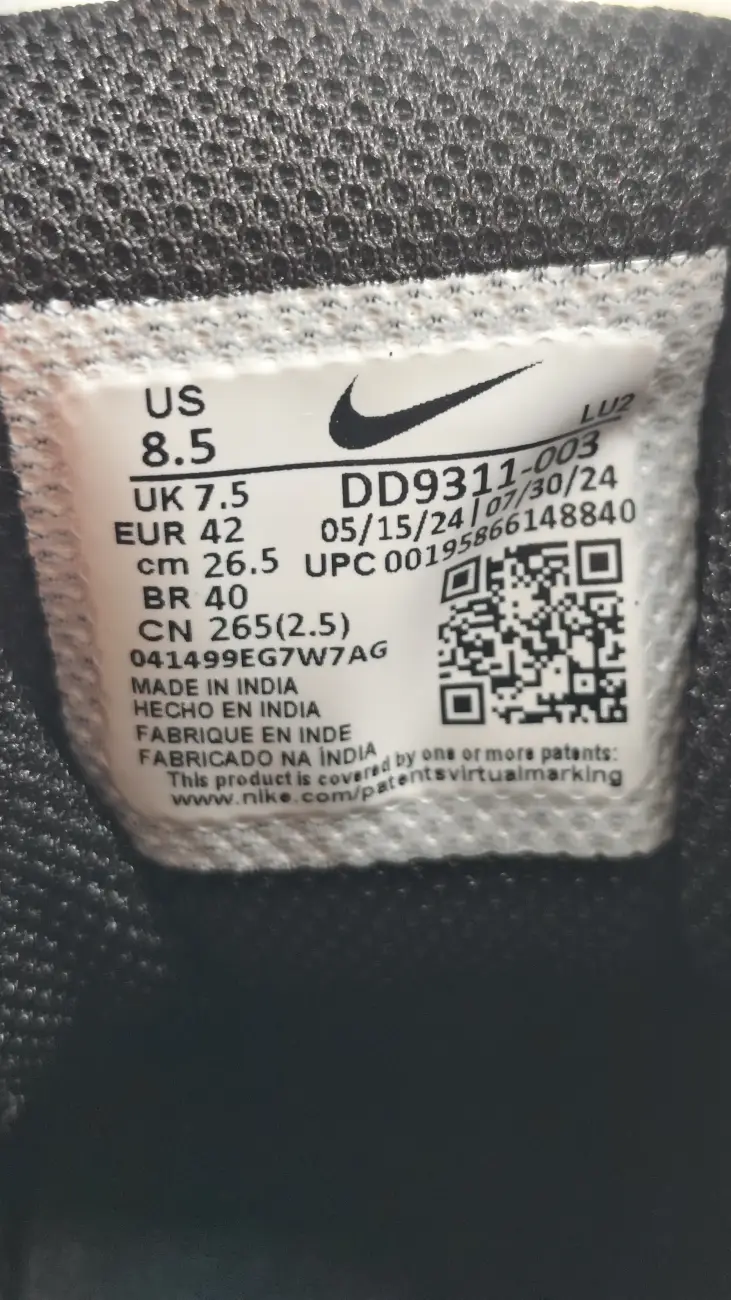 US
8.5
LU2
UK 7.5
DD9311-003
EUR 42
05/15/24 | 07/30/24
cm 26.5
UPC 00195866148840
BR 40
CN 265(2.5)
041499EG7W7AG
MADE IN INDIA
HECHO EN INDIA
FABRIQUE EN INDE
FABRICADO NA ÍNDIA
This product is covered by one or more patents:
www.nike.com/patentsvirtualmarking